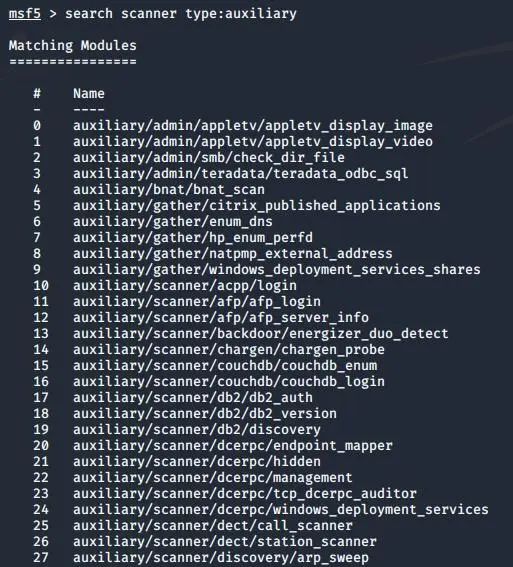 msf5 > search scanner type:auxiliary
Matching Modules
================
# Name
- ----
0 auxiliary/admin/appletv/appletv_display_image
1 auxiliary/admin/appletv/appletv_display_video
2 auxiliary/admin/smb/check_dir_file
3 auxiliary/admin/teradata/teradata_odbc_sql
4 auxiliary/bnat/bnat_scan
5 auxiliary/gather/citrix_published_applications
6 auxiliary/gather/enum_dns
7 auxiliary/gather/hp_enum_perfd
8 auxiliary/gather/natpmp_external_address
9 auxiliary/gather/windows_deployment_services_shares
10 auxiliary/scanner/acpp/login
11 auxiliary/scanner/afp/afp_login
12 auxiliary/scanner/afp/afp_server_info
13 auxiliary/scanner/backdoor/energizer_duo_detect
14 auxiliary/scanner/chargen/chargen_probe
15 auxiliary/scanner/couchdb/couchdb_enum
16 auxiliary/scanner/couchdb/couchdb_login
17 auxiliary/scanner/db2/db2_auth
18 auxiliary/scanner/db2/db2_version
19 auxiliary/scanner/db2/discovery
20 auxiliary/scanner/dcerpc/endpoint_mapper
21 auxiliary/scanner/dcerpc/hidden
22 auxiliary/scanner/dcerpc/management
23 auxiliary/scanner/dcerpc/tcp_dcerpc_auditor
24 auxiliary/scanner/dcerpc/windows_deployment_services
25 auxiliary/scanner/dect/call_scanner
26 auxiliary/scanner/dect/station_scanner
27 auxiliary/scanner/discovery/arp_sweep